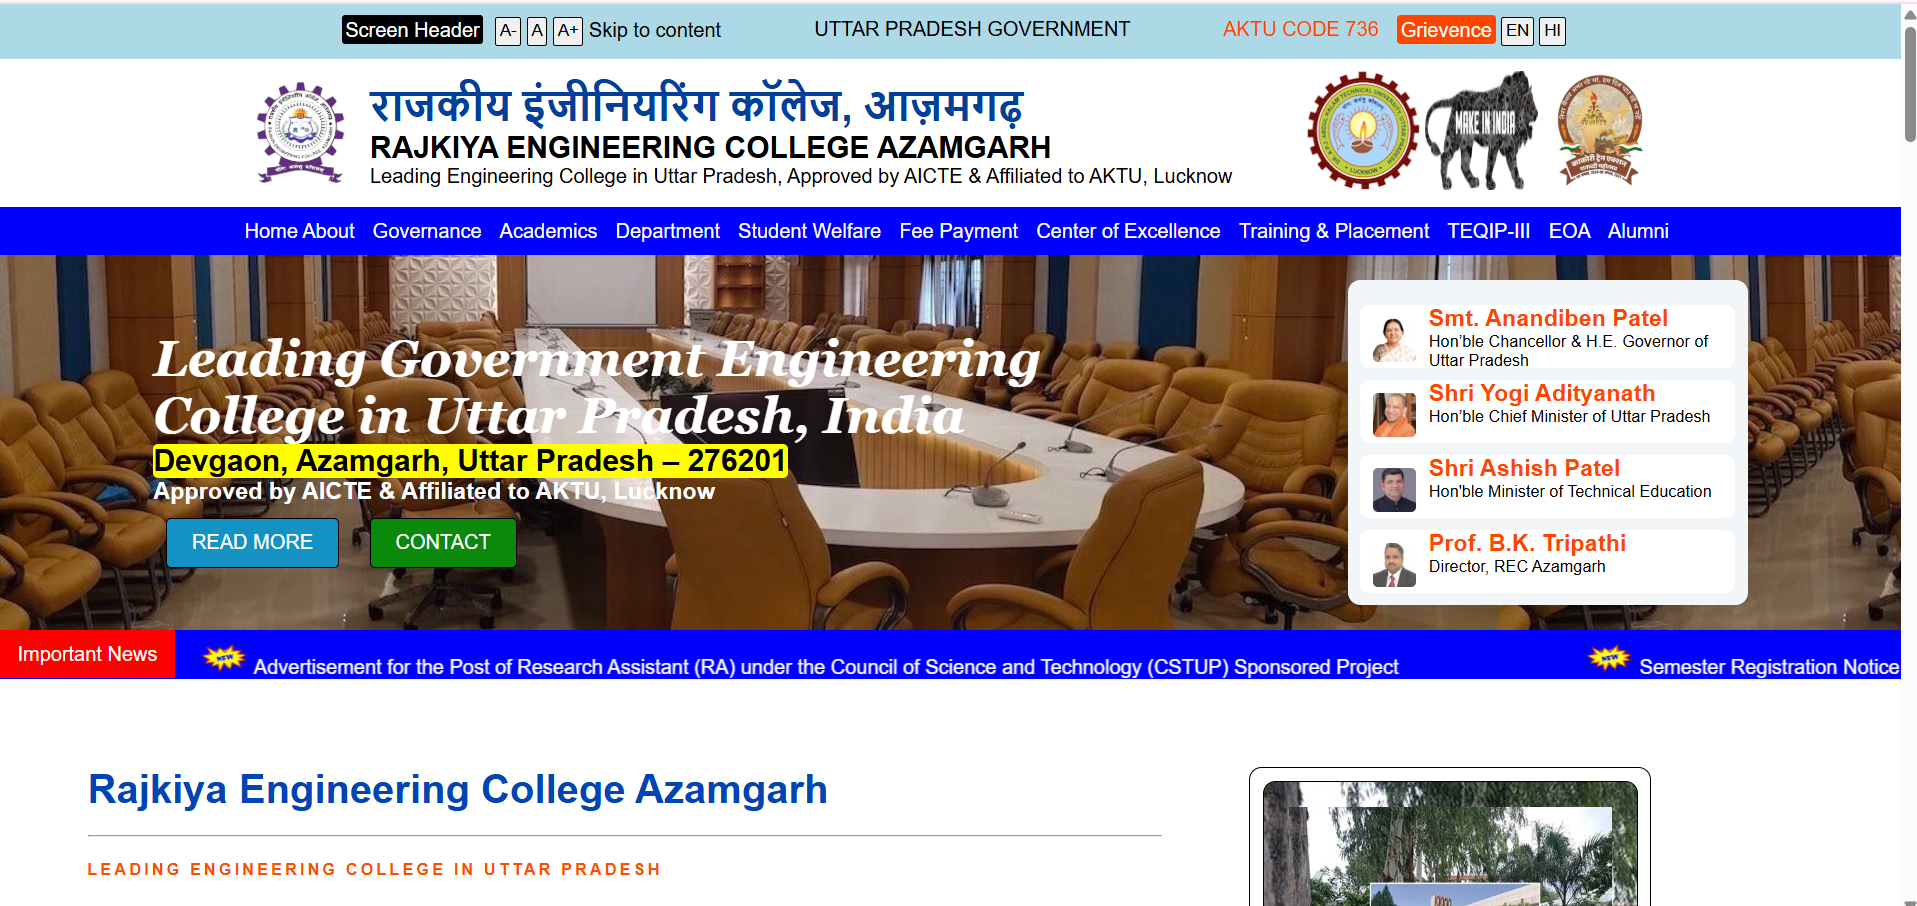 Screen Header A- A A+ Skip to content UTTAR PRADESH GOVERNMENT AKTU CODE 736 Grievence EN HI
राजकीय इंजीनियरिंग कॉलेज, आज़मगढ़
RAJKIYA ENGINEERING COLLEGE AZAMGARH
Leading Engineering College in Uttar Pradesh, Approved by AICTE & Affiliated to AKTU, Lucknow
MAKE IN INDIA
Home About Governance Academics Department Student Welfare Fee Payment Center of Excellence Training & Placement TEQIP-III EOA Alumni
Leading Government Engineering
College in Uttar Pradesh, India
Devgaon, Azamgarh, Uttar Pradesh – 276201
Approved by AICTE & Affiliated to AKTU, Lucknow
READ MORE CONTACT
Smt. Anandiben Patel
Hon’ble Chancellor & H.E. Governor of
Uttar Pradesh
Shri Yogi Adityanath
Hon’ble Chief Minister of Uttar Pradesh
Shri Ashish Patel
Hon'ble Minister of Technical Education
Prof. B.K. Tripathi
Director, REC Azamgarh
Important News NEW Advertisement for the Post of Research Assistant (RA) under the Council of Science and Technology (CSTUP) Sponsored Project NEW Semester Registration Notice
Rajkiya Engineering College Azamgarh
LEADING ENGINEERING COLLEGE IN UTTAR PRADESH